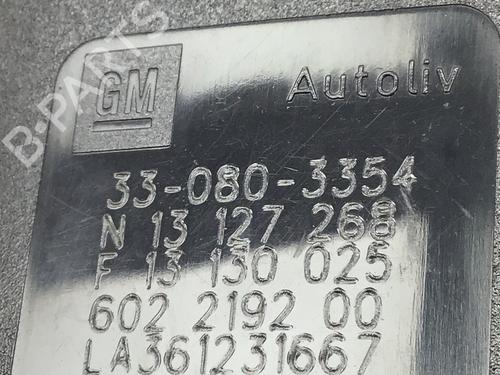 GM
Autoliv
33-080-3354
N 13 127 268
F 13 130 025
602 2192 00
LA361231667
B-PARTS